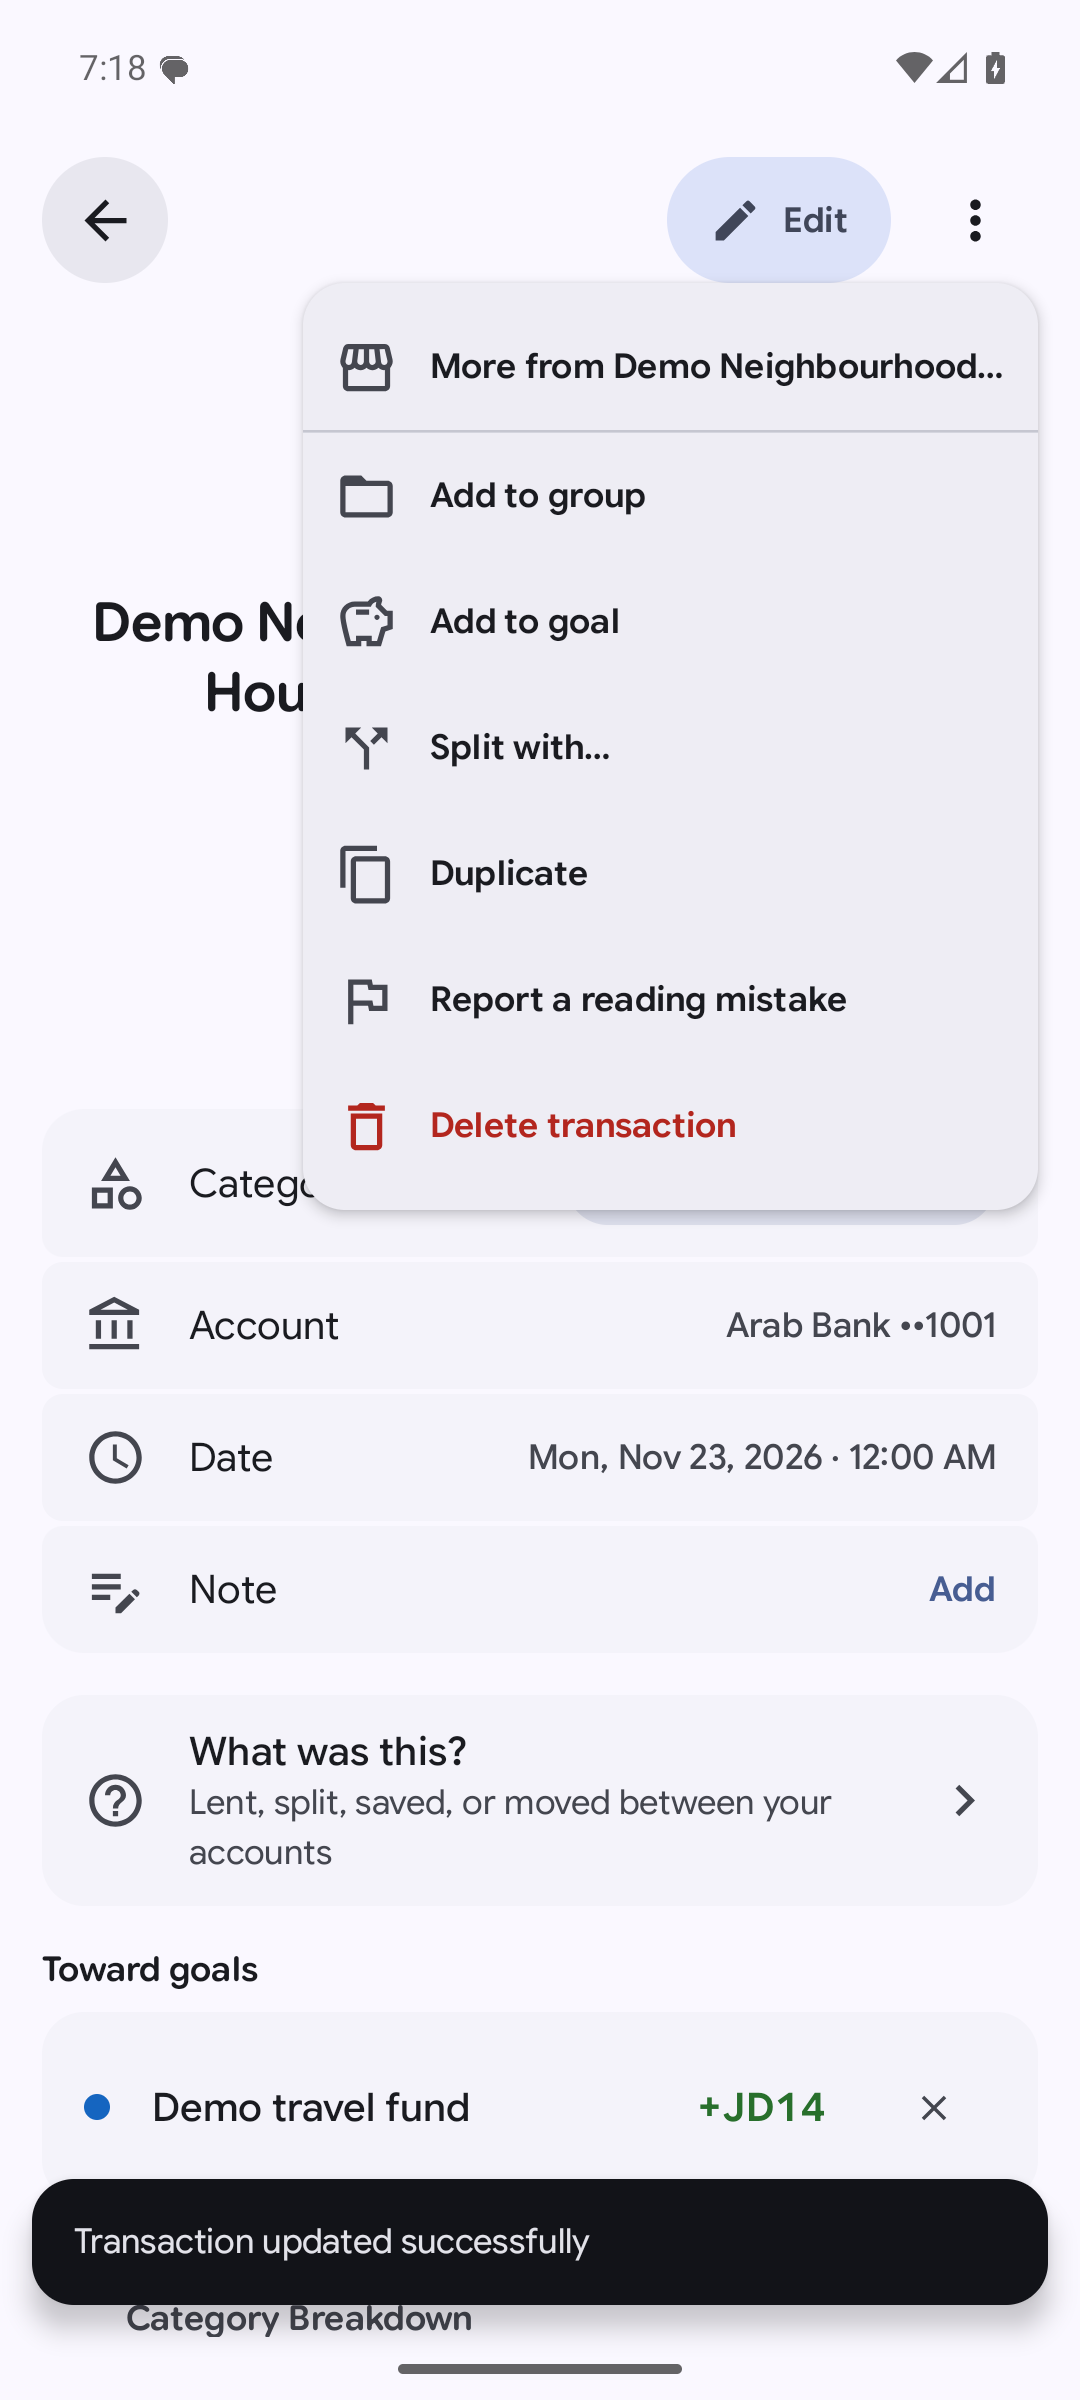 7:18
Edit
More from Demo Neighbourhood...
Add to group
Demo Ne
Add to goal
Hou
Split with...
Duplicate
Report a reading mistake
Delete transaction
Catego
Account
Arab Bank ••1001
Date
Mon, Nov 23, 2026 · 12:00 AM
Note
Add
What was this?
Lent, split, saved, or moved between your
accounts
Toward goals
Demo travel fund
+JD14
Transaction updated successfully
Category Breakdown